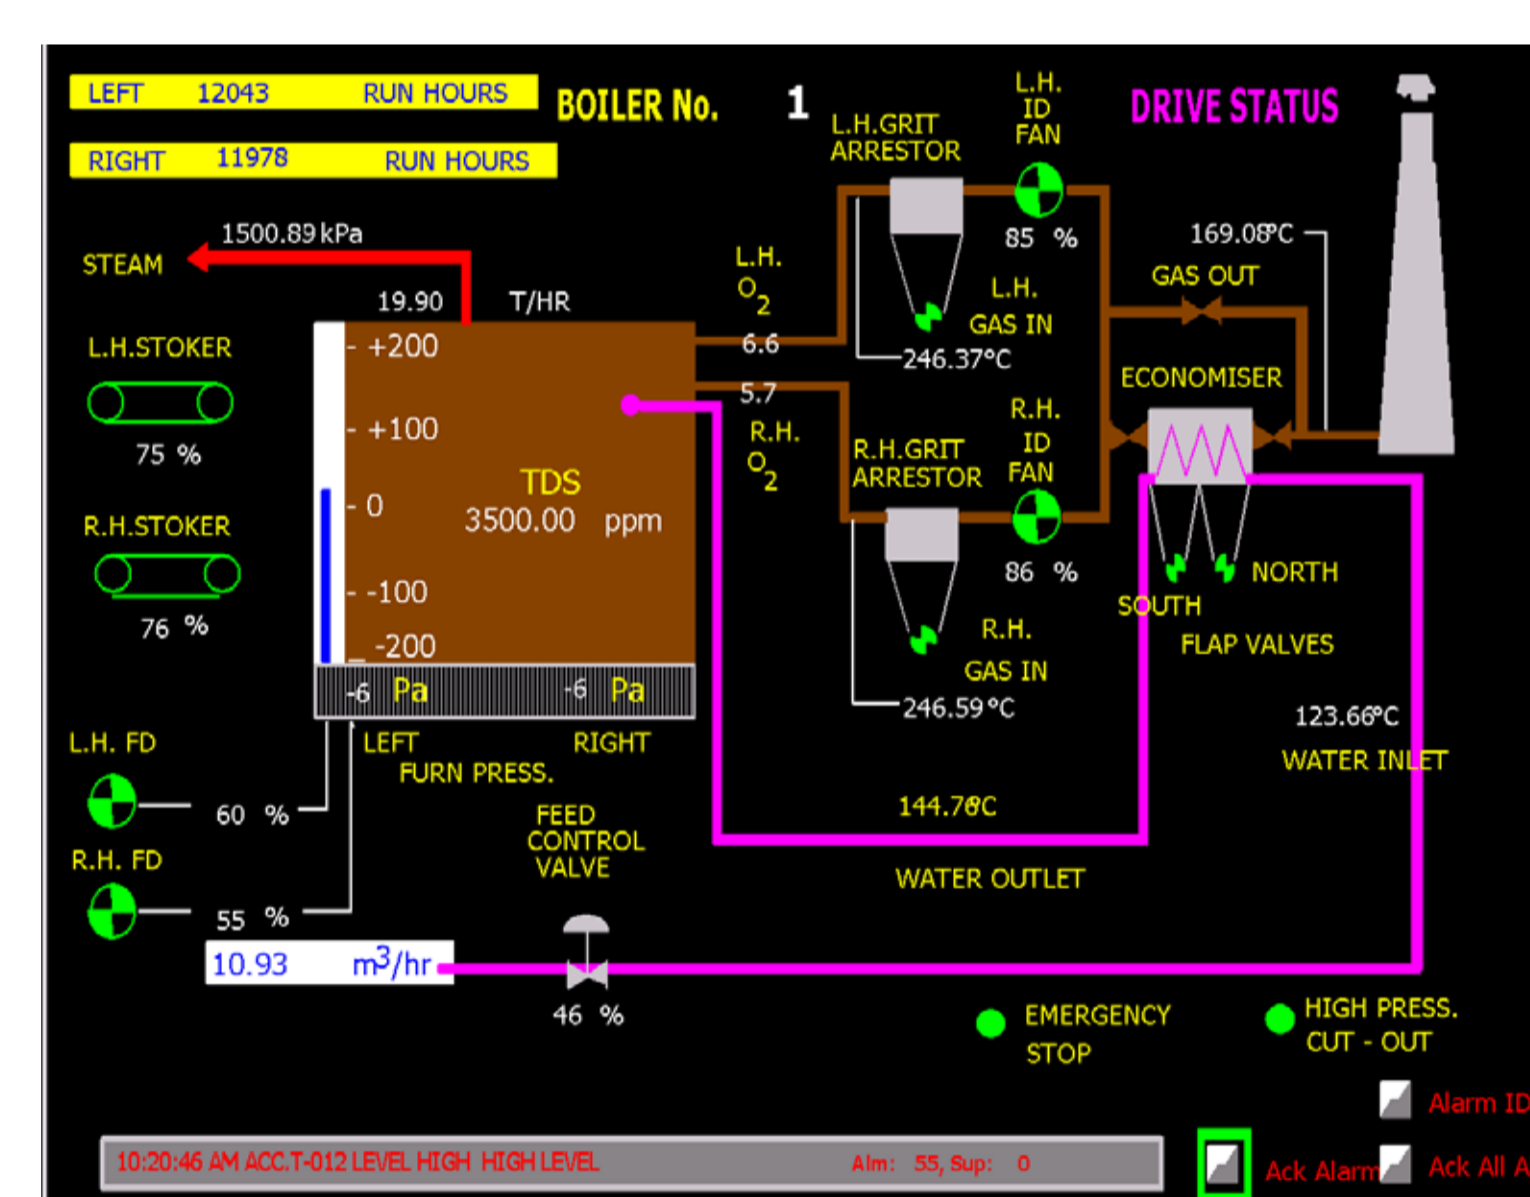 LEFT 12043 RUN HOURS
BOILER No. 1
L.H.
ID
FAN
DRIVE STATUS
L.H.GRIT
ARRESTOR
RIGHT 11978 RUN HOURS
1500.89 kPa
STEAM
19.90 T/HR
L.H.
O2
6.6
5.7
R.H.
O2
85 %
L.H.
GAS IN
246.37°C
169.08°C
GAS OUT
ECONOMISER
L.H.STOKER
75 %
R.H.STOKER
76 %
- +200
- +100
- 0
- -100
_ -200
TDS
3500.00 ppm
R.H.GRIT
ARRESTOR
R.H.
ID
FAN
86 %
R.H.
GAS IN
246.59°C
NORTH
SOUTH
FLAP VALVES
-6 Pa
-6 Pa
LEFT RIGHT
FURN PRESS.
L.H. FD
60 %
R.H. FD
55 %
123.66°C
WATER INLET
144.76°C
WATER OUTLET
FEED
CONTROL
VALVE
10.93 m3/hr
46 %
EMERGENCY
STOP
HIGH PRESS.
CUT - OUT
Alarm ID
10:20:46 AM ACC.T-012 LEVEL HIGH HIGH LEVEL Alm: 55, Sup: 0
Ack Alarm
Ack All A